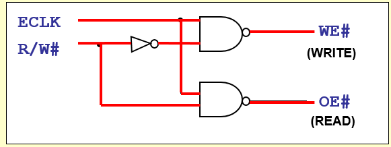 ECLK
WE#
R/W#
(WRITE)
OE#
(READ)